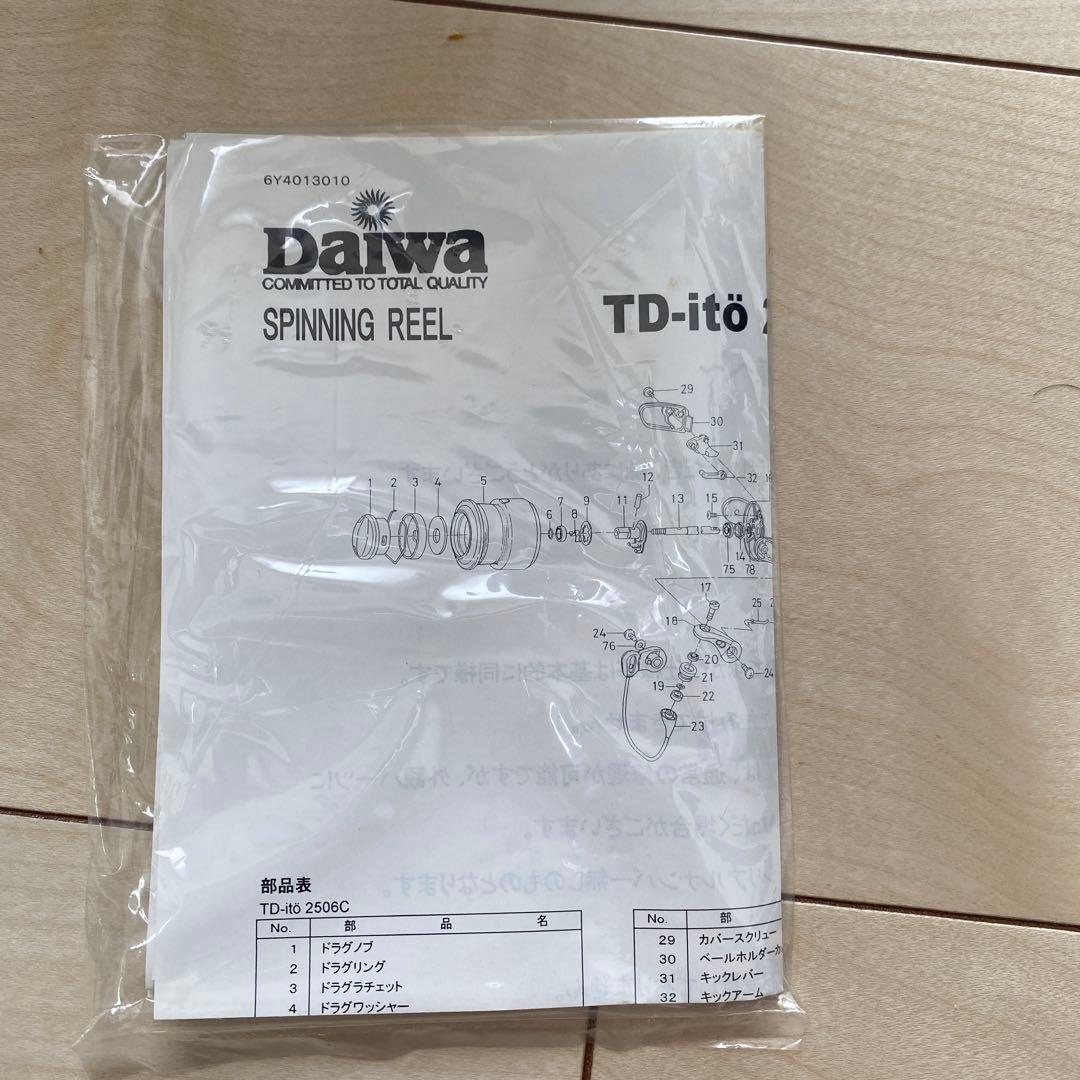 6Y4013010
Daiwa
COMMITTED TO TOTAL QUALITY
SPINNING REEL
TD-itö
29
30
31
32
12
1 2 3 4 5 6 7 8 9 11 13 15
14
75 78
17
18
25
24
76
20
21
19
22
24
23
部品表
TD-itö 2506C
No. 部 品 名
1 ドラグノブ
2 ドラグリング
3 ドラグラチェット
4 ドラグワッシャー
No. 部
29 カバースクリュー
30 ベールホルダーカ
31 キックレバー
32 キックアーム